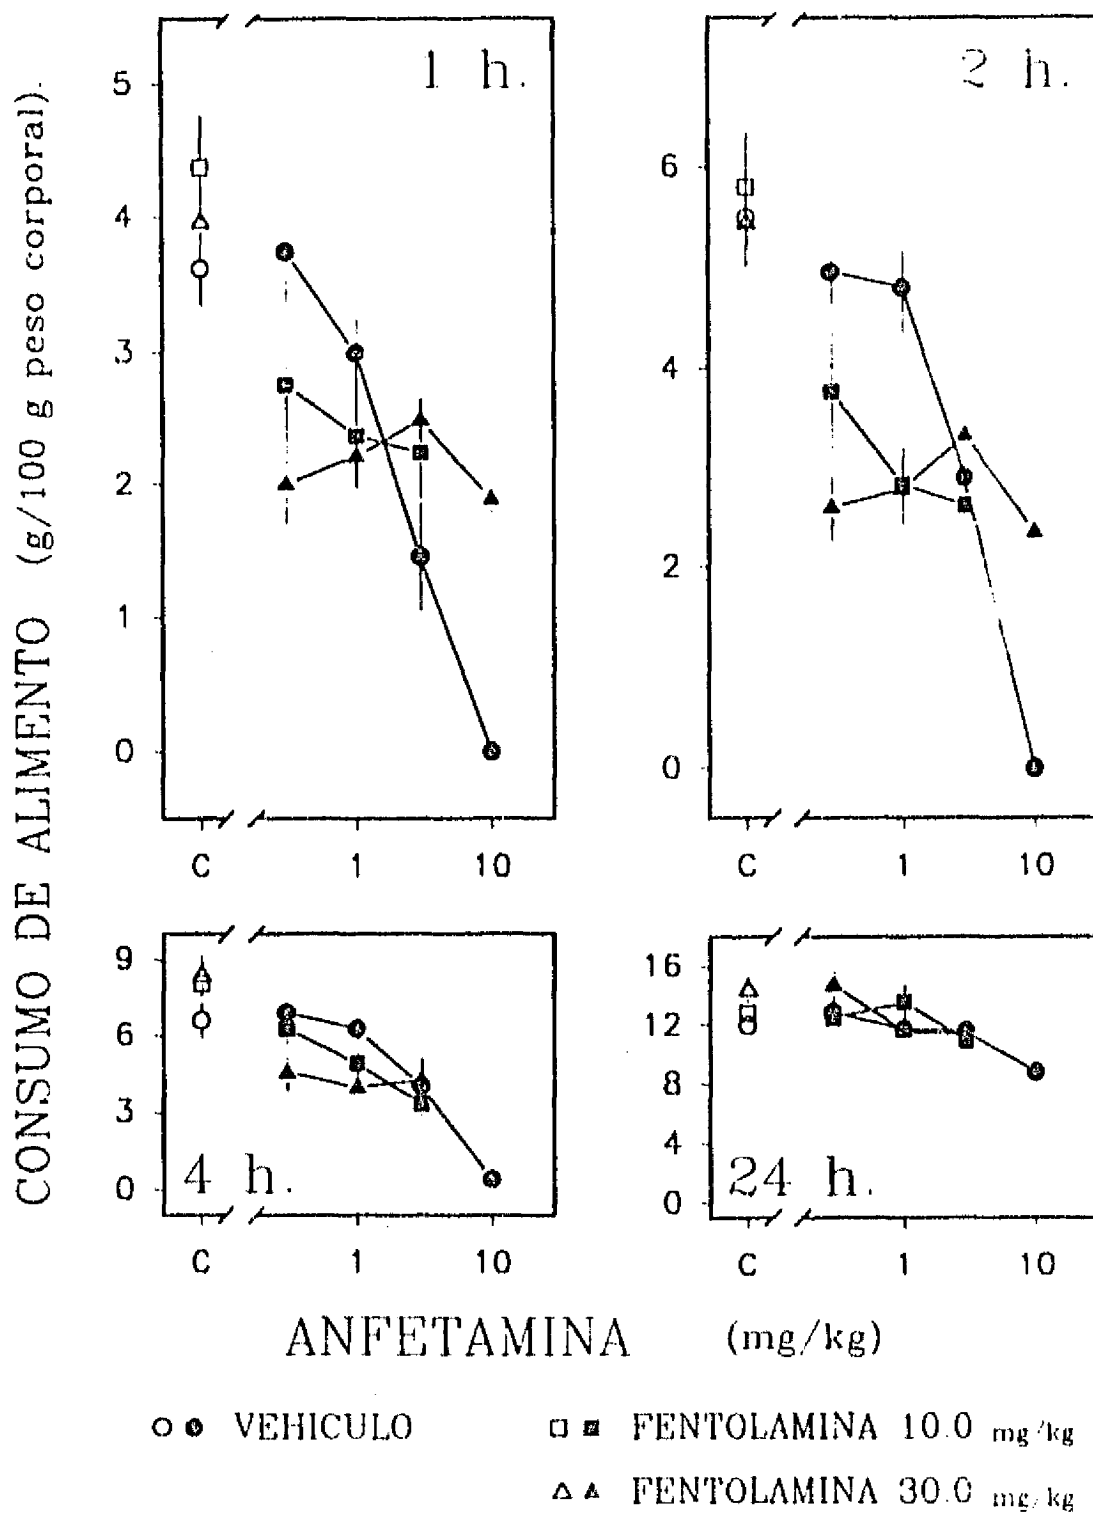 CONSUMO DE ALIMENTO (g/100 g peso corporal).
1 h.
5
4
3
2
1
0
C 1 10
2 h.
6
4
2
0
C 1 10
4 h.
9
6
3
0
C 1 10
24 h.
16
12
8
4
0
C 1 10
ANFETAMINA (mg/kg)
VEHICULO
FENTOLAMINA 10.0 mg/kg
FENTOLAMINA 30.0 mg/kg